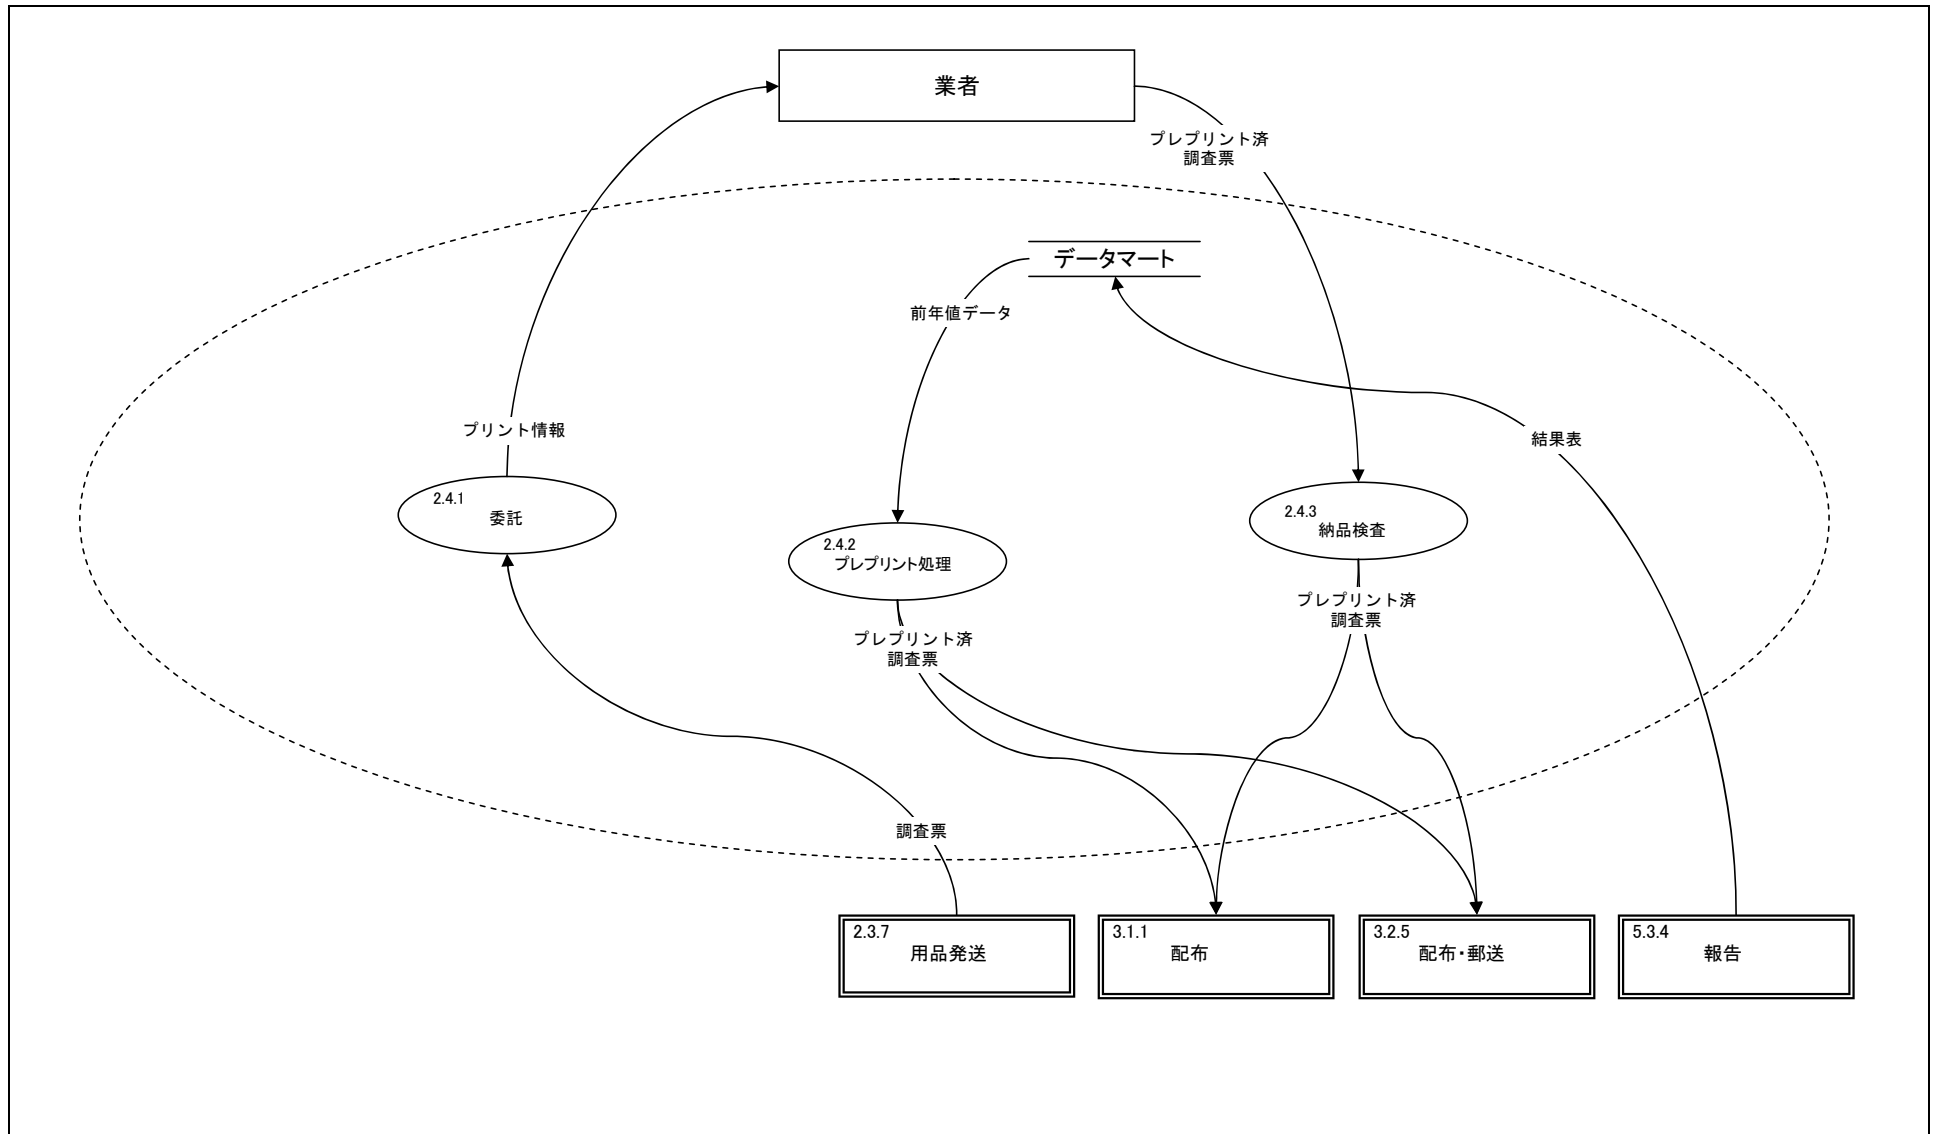 業者
プレプリント済
調査票
データマート
前年値データ
プリント情報
結果表
2.4.1
委託
2.4.3
納品検査
2.4.2
プレプリント処理
プレプリント済
調査票
プレプリント済
調査票
調査票
2.3.7
用品発送
3.1.1
配布
3.2.5
配布・郵送
5.3.4
報告